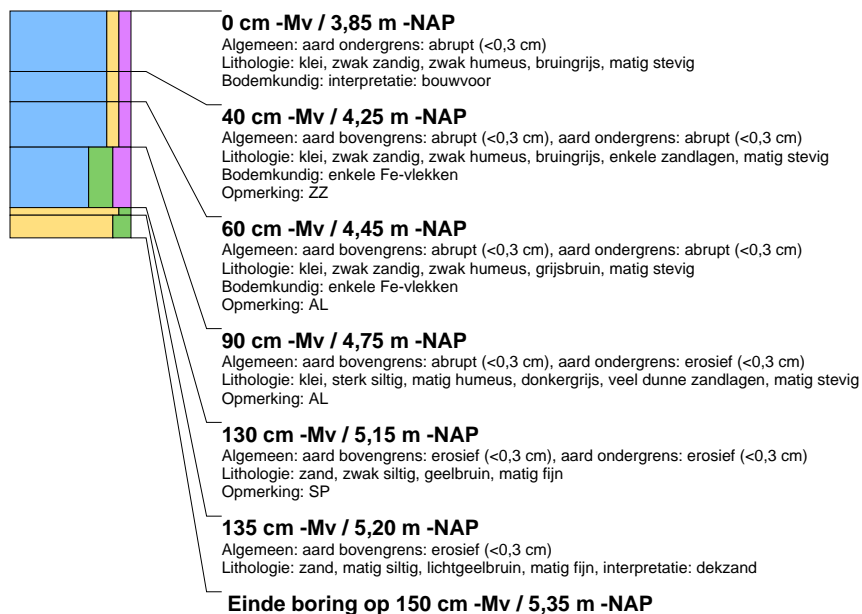 0 cm -Mv / 3,85 m -NAP
Algemeen: aard ondergrens: abrupt (<0,3 cm)
Lithologie: klei, zwak zandig, zwak humeus, bruingrijs, matig stevig
Bodemkundig: interpretatie: bouwvoor
40 cm -Mv / 4,25 m -NAP
Algemeen: aard bovengrens: abrupt (<0,3 cm), aard ondergrens: abrupt (<0,3 cm)
Lithologie: klei, zwak zandig, zwak humeus, bruingrijs, enkele zandlagen, matig stevig
Bodemkundig: enkele Fe-vlekken
Opmerking: ZZ
60 cm -Mv / 4,45 m -NAP
Algemeen: aard bovengrens: abrupt (<0,3 cm), aard ondergrens: abrupt (<0,3 cm)
Lithologie: klei, zwak zandig, zwak humeus, grijsbruin, matig stevig
Bodemkundig: enkele Fe-vlekken
Opmerking: AL
90 cm -Mv / 4,75 m -NAP
Algemeen: aard bovengrens: abrupt (<0,3 cm), aard ondergrens: erosief (<0,3 cm)
Lithologie: klei, sterk siltig, matig humeus, donkergrijs, veel dunne zandlagen, matig stevig
Opmerking: AL
130 cm -Mv / 5,15 m -NAP
Algemeen: aard bovengrens: erosief (<0,3 cm), aard ondergrens: erosief (<0,3 cm)
Lithologie: zand, zwak siltig, geelbruin, matig fijn
Opmerking: SP
135 cm -Mv / 5,20 m -NAP
Algemeen: aard bovengrens: erosief (<0,3 cm)
Lithologie: zand, matig siltig, lichtgeelbruin, matig fijn, interpretatie: dekzand
Einde boring op 150 cm -Mv / 5,35 m -NAP